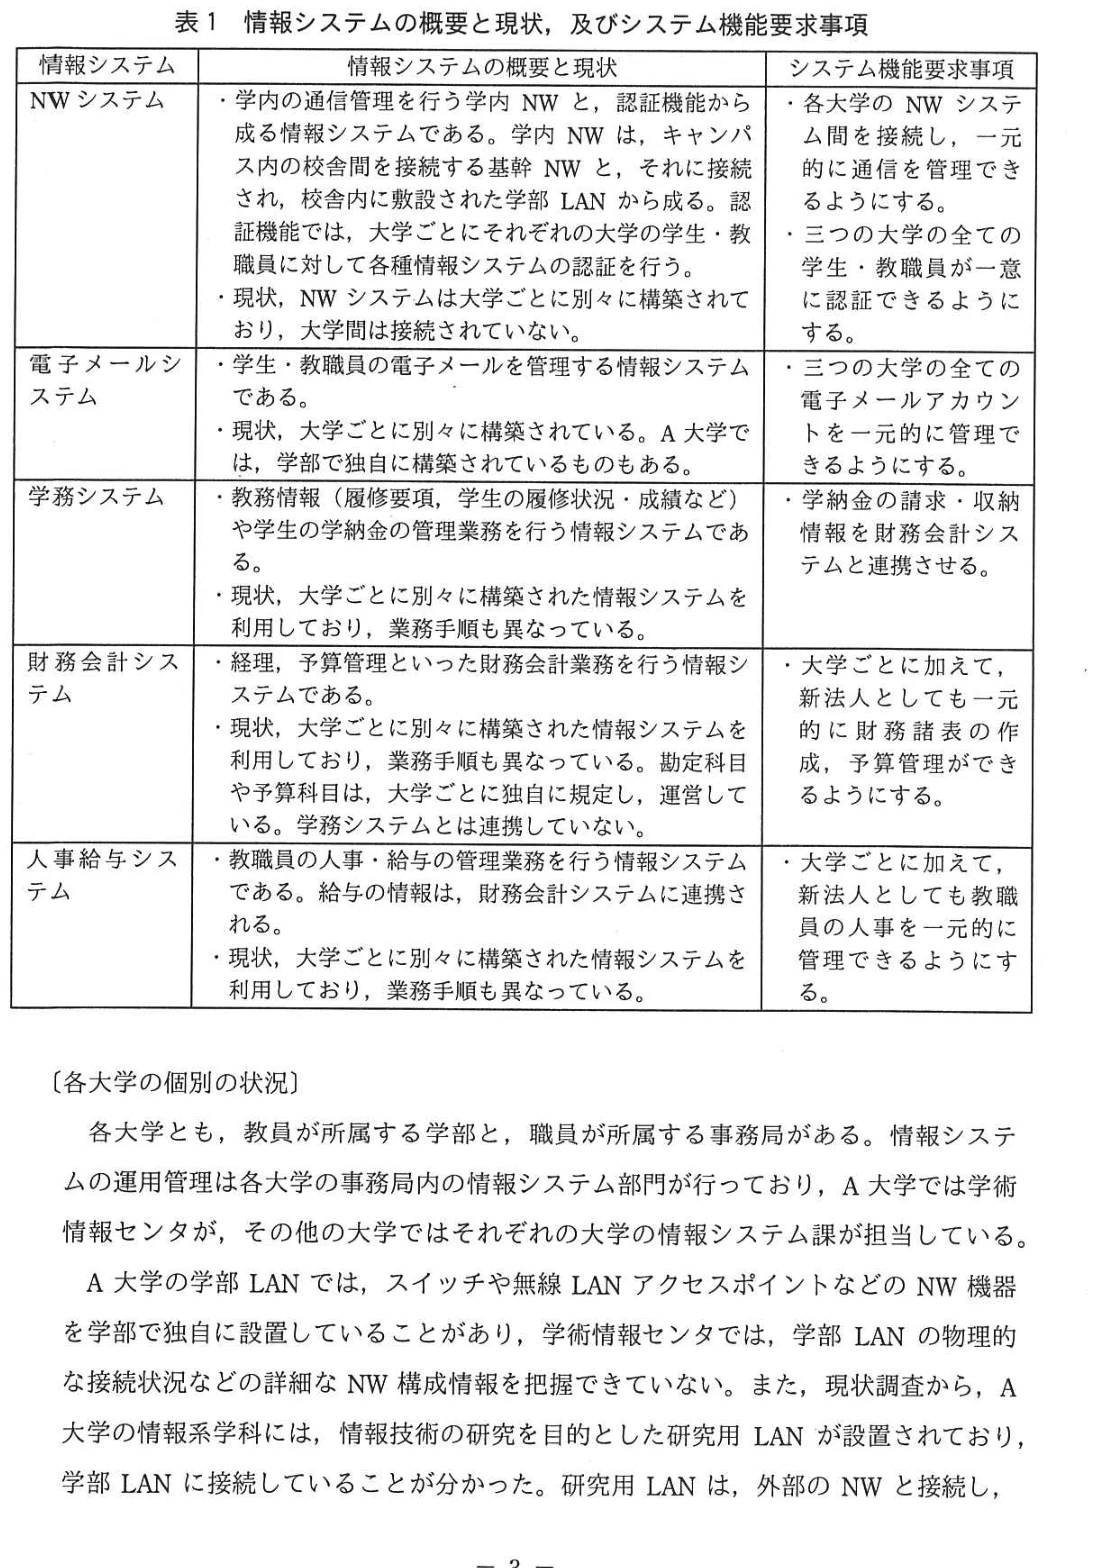 表1　情報システムの概要と現状，及びシステム機能要求事項
情報システム
情報システムの概要と現状
システム機能要求事項
NWシステム
・学内の通信管理を行う学内 NW と，認証機能から
成る情報システムである。学内 NW は，キャンパ
ス内の校舎間を接続する基幹 NW と，それに接続
され，校舎内に敷設された学部 LAN から成る。認
証機能では，大学ごとにそれぞれの大学の学生・教
職員に対して各種情報システムの認証を行う。
・現状，NW システムは大学ごとに別々に構築されて
おり，大学間は接続されていない。
・各大学の NW システ
ム間を接続し，一元
的に通信を管理でき
るようにする。
・三つの大学の全ての
学生・教職員が一意
に認証できるように
する。
電子メールシ
ステム
・学生・教職員の電子メールを管理する情報システム
である。
・現状，大学ごとに別々に構築されている。A 大学で
は，学部で独自に構築されているものもある。
・三つの大学の全ての
電子メールアカウン
トを一元的に管理で
きるようにする。
学務システム
・教務情報（履修要項，学生の履修状況・成績など）
や学生の学納金の管理業務を行う情報システムであ
る。
・現状，大学ごとに別々に構築された情報システムを
利用しており，業務手順も異なっている。
・学納金の請求・収納
情報を財務会計シス
テムと連携させる。
財務会計シス
テム
・経理，予算管理といった財務会計業務を行う情報シ
ステムである。
・現状，大学ごとに別々に構築された情報システムを
利用しており，業務手順も異なっている。勘定科目
や予算科目は，大学ごとに独自に規定し，運営して
いる。学務システムとは連携していない。
・大学ごとに加えて，
新法人としても一元
的に財務諸表の作
成，予算管理ができ
るようにする。
人事給与シス
テム
・教職員の人事・給与の管理業務を行う情報システム
である。給与の情報は，財務会計システムに連携さ
れる。
・現状，大学ごとに別々に構築された情報システムを
利用しており，業務手順も異なっている。
・大学ごとに加えて，
新法人としても教職
員の人事を一元的に
管理できるようにす
る。
〔各大学の個別の状況〕
各大学とも，教員が所属する学部と，職員が所属する事務局がある。情報システ
ムの運用管理は各大学の事務局内の情報システム部門が行っており，A 大学では学術
情報センタが，その他の大学ではそれぞれの大学の情報システム課が担当している。
A 大学の学部 LAN では，スイッチや無線 LAN アクセスポイントなどの NW 機器
を学部で独自に設置していることがあり，学術情報センタでは，学部 LAN の物理的
な接続状況などの詳細な NW 構成情報を把握できていない。また，現状調査から，A
大学の情報系学科には，情報技術の研究を目的とした研究用 LAN が設置されており，
学部 LAN に接続していることが分かった。研究用 LAN は，外部の NW と接続し，
— 3 —